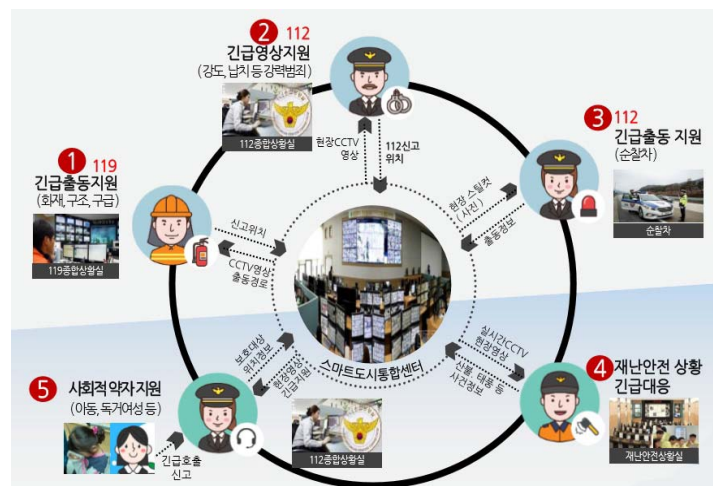 ② 112
긴급영상지원
(강도, 납치 등 강력범죄)
112종합상황실
현장CCTV
영상
112신고
위치
③ 112
긴급출동 지원
(순찰차)
순찰차
현장 스틸컷
(사진)
출동정보
① 119
긴급출동지원
(화재, 구조, 구급)
119종합상황실
신고위치
CCTV영상
출동경로
스마트도시통합센터
실시간CCTV
현장영상
산불, 태풍 등
사건정보
④ 재난안전 상황
긴급대응
재난안전상황실
보호대상
위치정보
현장영상
긴급지원
⑤ 사회적 약자 지원
(아동, 독거여성 등)
긴급호출
신고
112종합상황실